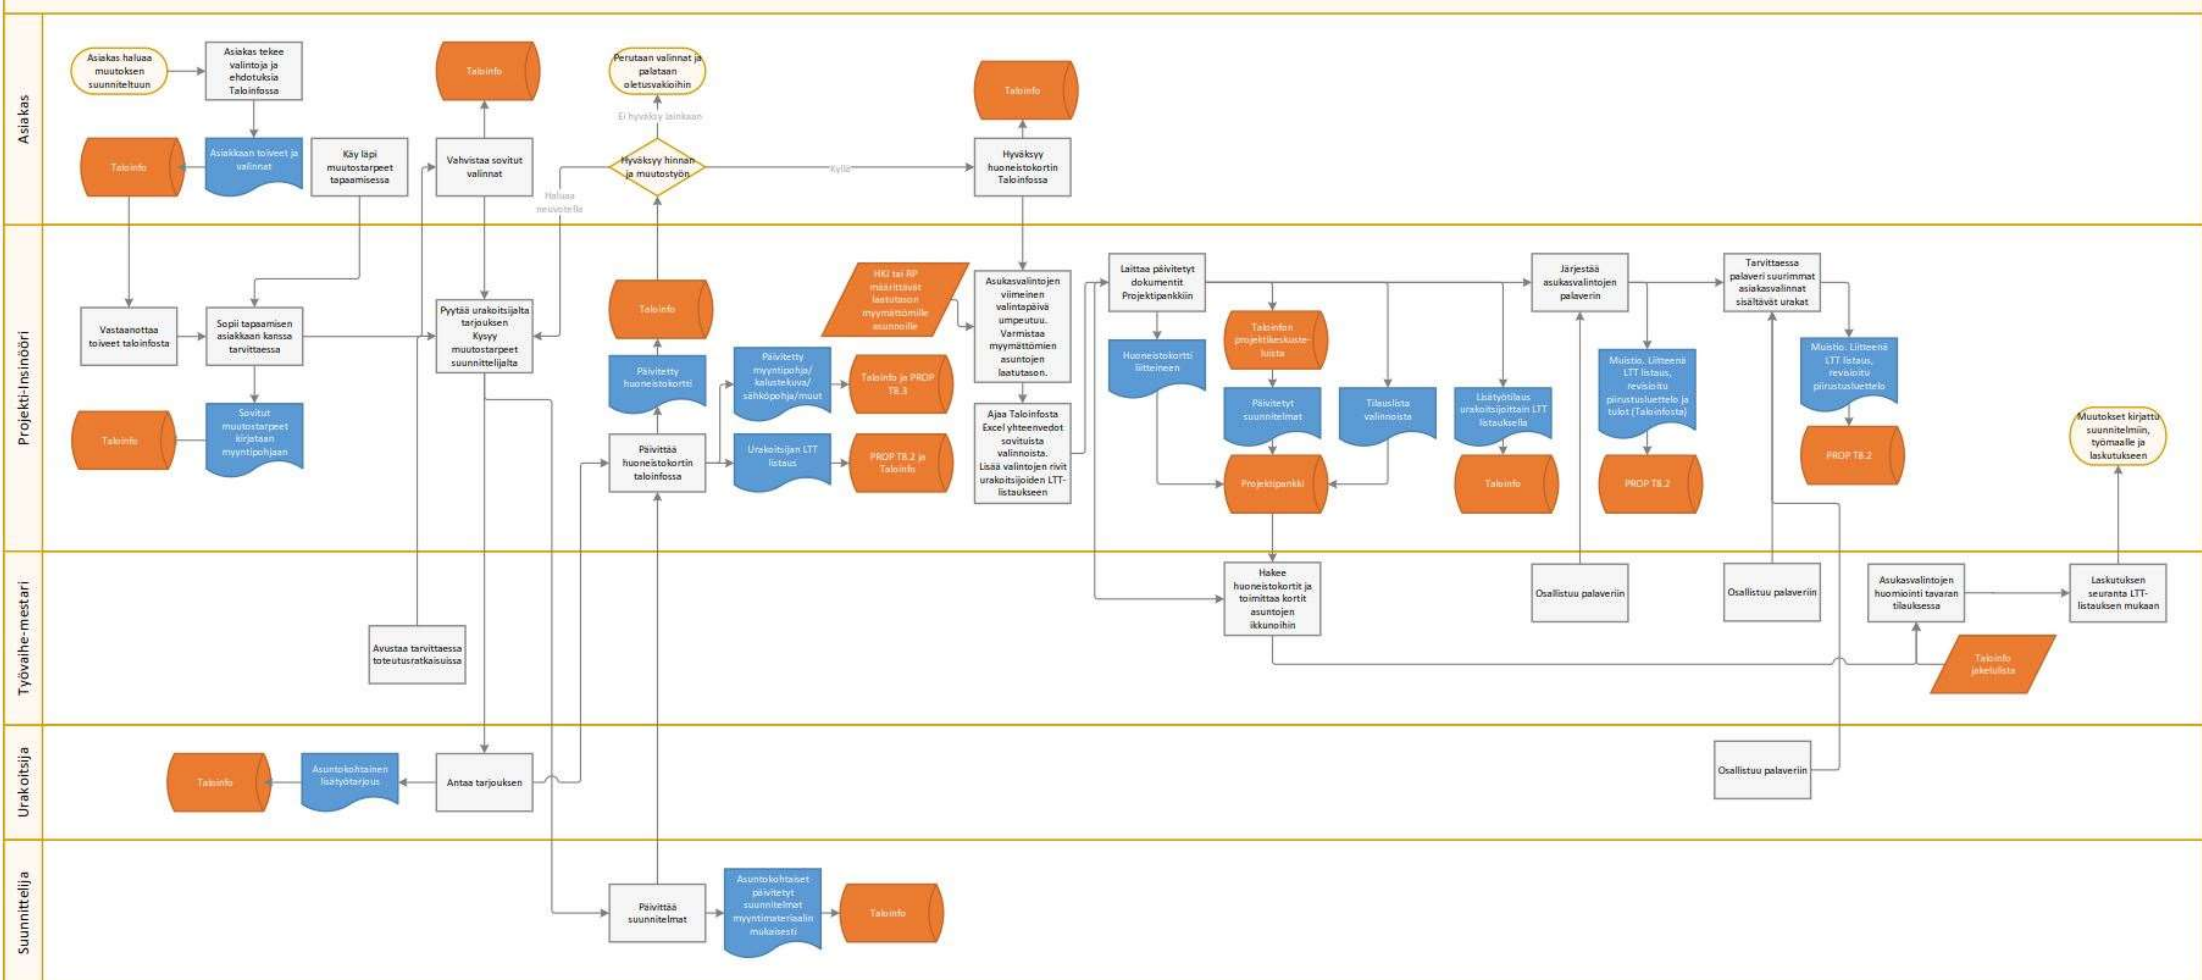 Asiakas
Asiakas haluaa
muutoksen
suunniteltuun
Asiakas tekee
valintoja ja
ehdotuksia
Taloinfossa
Taloinfo
Perutaan valinnat ja
palataan
oletusvakioihin
Taloinfo
Ei hyväksy lainkaan
Taloinfo
Asiakkaan toiveet ja
valinnat
Käy läpi
muutostarpeet
tapaamisessa
Vahvistaa sovitut
valinnat
Hyväksyy hinnan
ja muutostyön
Kyllä
Hyväksyy
huoneistokortin
Taloinfossa
Haluaa
neuvotella
Projekti-Insinööri
Vastaanottaa
toiveet taloinfosta
Sopii tapaamisen
asiakkaan kanssa
tarvittaessa
Pyytää urakoitsijalta
tarjouksen
Kysyy
muutostarpeet
suunnittelijalta
Taloinfo
HKI tai RP
määrittävät
laatutason
myymättömille
asunnoille
Asukasvalintojen
viimeinen
valintapäivä
umpeutuu.
Varmistaa
myymättömien
asuntojen
laatutason.
Laittaa päivitetyt
dokumentit
Projektipankkiin
Järjestää
asukasvalintojen
palaverin
Tarvittaessa
palaveri suurimmat
asiakasvalinnat
sisältävät urakat
Taloinfon
projektikeskuste-
luista
Huoneistokortti
liitteineen
Päivitetty
huoneistokortti
Päivitetty
myyntipohja/
kalustekuva/
sähköpohja/muut
Taloinfo ja PROP
T8.3
Muistio. Liitteenä
LTT listaus,
revisioitu
piirustusluettelo ja
tulot (Taloinfosta)
Muistio. Liitteenä
LTT listaus,
revisioitu
piirustusluettelo
Taloinfo
Sovitut
muutostarpeet
kirjataan
myyntipohjaan
Päivittää
huoneistokortin
taloinfossa
Urakoitsijan LTT
listaus
PROP T8.2 ja
Taloinfo
Ajaa Taloinfosta
Excel yhteenvedot
sovituista
valinnoista.
Lisää valintojen rivit
urakoitsijoiden LTT-
listaukseen
Päivitetyt
suunnitelmat
Tilauslista
valinnoista
Lisätyötilaus
urakoitsijoittain LTT
listauksella
Projektipankki
Taloinfo
PROP T8.2
PROP T8.2
Muutokset kirjattu
suunnitelmiin,
työmaalle ja
laskutukseen
Työvaihe-mestari
Avustaa tarvittaessa
toteutusratkaisuissa
Hakee
huoneistokortit ja
toimittaa kortit
asuntojen
ikkunoihin
Osallistuu palaveriin
Osallistuu palaveriin
Asukasvalintojen
huomiointi tavaran
tilauksessa
Laskutuksen
seuranta LTT-
listauksen mukaan
Taloinfo
jakelulista
Urakoitsija
Taloinfo
Asuntokohtainen
lisätyötarjous
Antaa tarjouksen
Osallistuu palaveriin
Suunnittelija
Päivittää
suunnitelmat
Asuntokohtaiset
päivitetyt
suunnitelmat
myyntimateriaalin
mukaisesti
Taloinfo